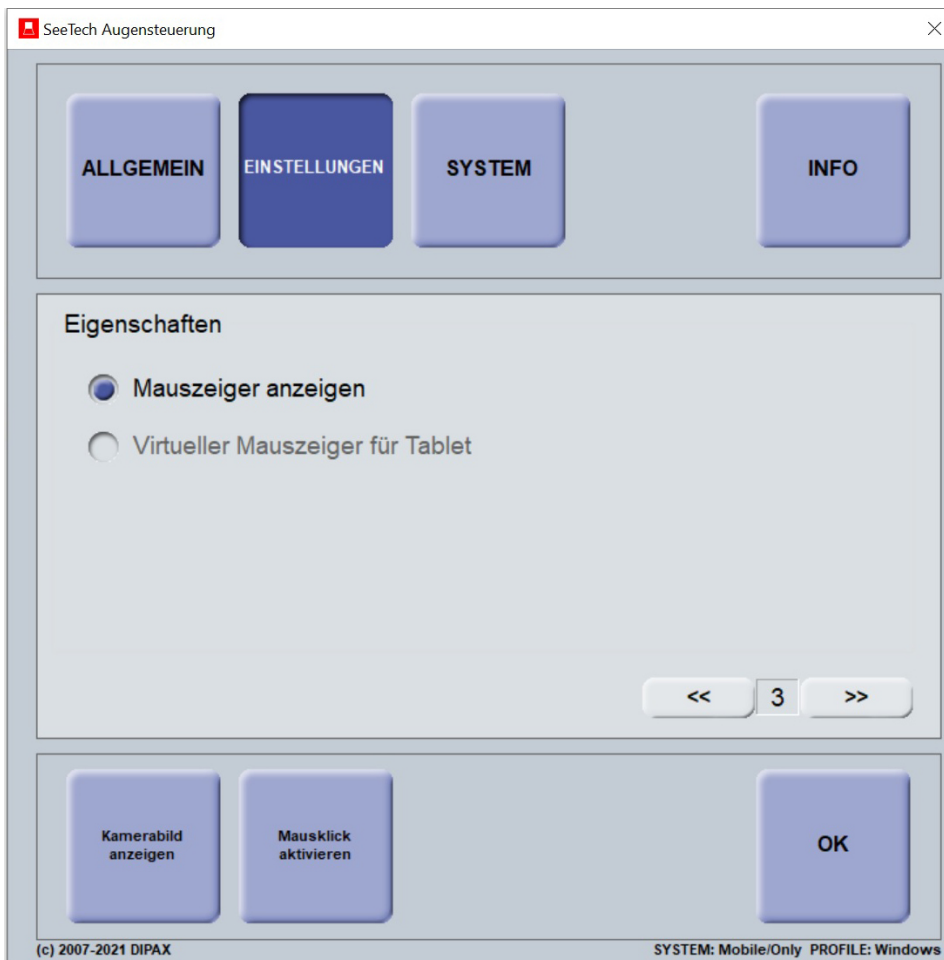 SeeTech Augensteuerung
ALLGEMEIN
EINSTELLUNGEN
SYSTEM
INFO
Eigenschaften
Mauszeiger anzeigen
Virtueller Mauszeiger für Tablet
<< 3 >>
Kamerabild
anzeigen
Mausklick
aktivieren
OK
(c) 2007-2021 DIPAX
SYSTEM: Mobile/Only PROFILE: Windows